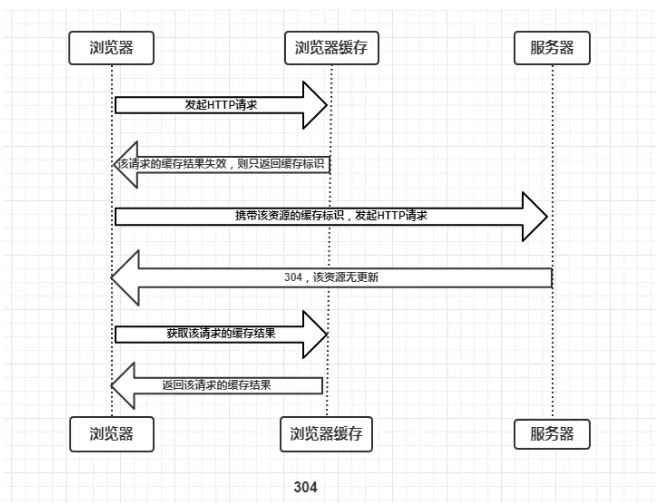 浏览器 浏览器缓存 服务器
发起HTTP请求
该请求的缓存结果失效，则只返回缓存标识
携带该资源的缓存标识，发起HTTP请求
304，该资源无更新
获取该请求的缓存结果
返回该请求的缓存结果
浏览器 浏览器缓存 服务器
304